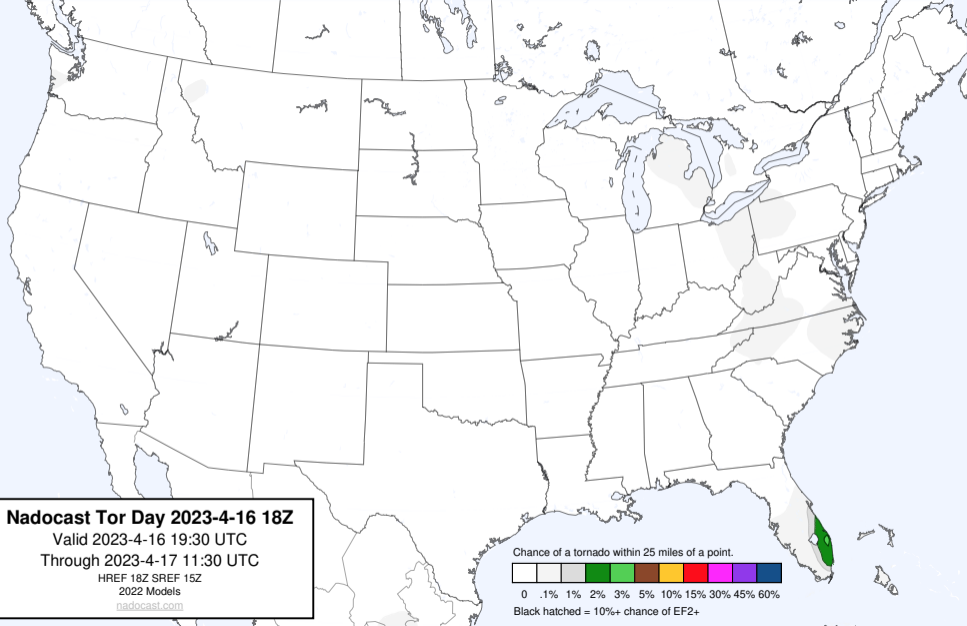 Nadocast Tor Day 2023-4-16 18Z
Valid 2023-4-16 19:30 UTC
Through 2023-4-17 11:30 UTC
HREF 18Z SREF 15Z
2022 Models
nadocast.com
Chance of a tornado within 25 miles of a point.
0 .1% 1% 2% 3% 5% 10% 15% 30% 45% 60%
Black hatched = 10%+ chance of EF2+